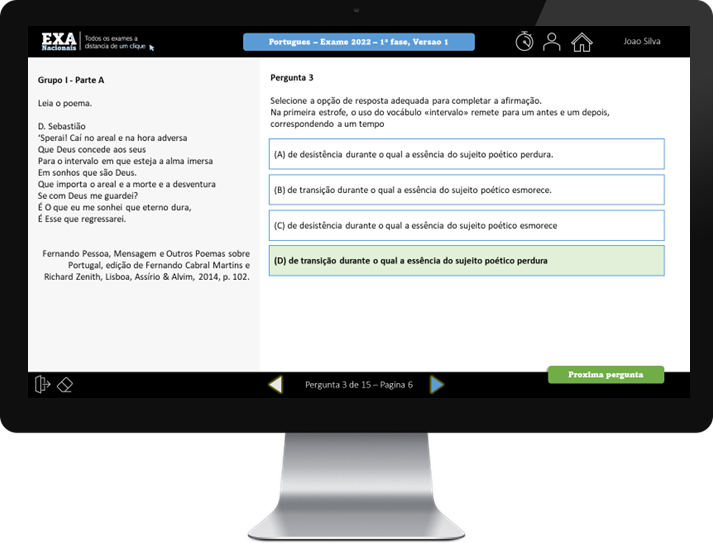 EXA
Nacionais
Todos os exames a
distancia de um clique
Portugues – Exame 2022 – 1ª fase, Versao 1
Joao Silva
Grupo I - Parte A
Leia o poema.
D. Sebastião
‘Sperai! Caí no areal e na hora adversa
Que Deus concede aos seus
Para o intervalo em que esteja a alma imersa
Em sonhos que são Deus.
Que importa o areal e a morte e a desventura
Se com Deus me guardei?
É O que eu me sonhei que eterno dura,
É Esse que regressarei.
Fernando Pessoa, Mensagem e Outros Poemas sobre
Portugal, edição de Fernando Cabral Martins e
Richard Zenith, Lisboa, Assírio & Alvim, 2014, p. 102.
Pergunta 3
Selecione a opção de resposta adequada para completar a afirmação.
Na primeira estrofe, o uso do vocábulo «intervalo» remete para um antes e um depois,
correspondendo a um tempo
(A) de desistência durante o qual a essência do sujeito poético perdura.
(B) de transição durante o qual a essência do sujeito poético esmorece.
(C) de desistência durante o qual a essência do sujeito poético esmorece
(D) de transição durante o qual a essência do sujeito poético perdura
Proxima pergunta
Pergunta 3 de 15 – Pagina 6